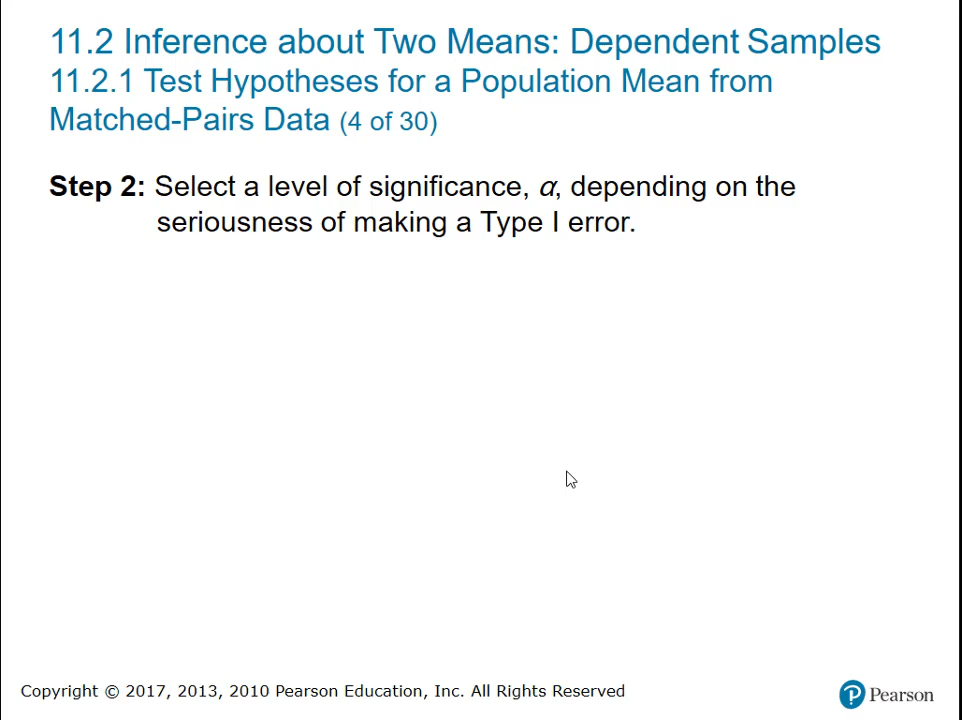 11.2 Inference about Two Means: Dependent Samples
11.2.1 Test Hypotheses for a Population Mean from
Matched-Pairs Data (4 of 30)
Step 2: Select a level of significance, α, depending on the
seriousness of making a Type I error.
Copyright © 2017, 2013, 2010 Pearson Education, Inc. All Rights Reserved
P Pearson